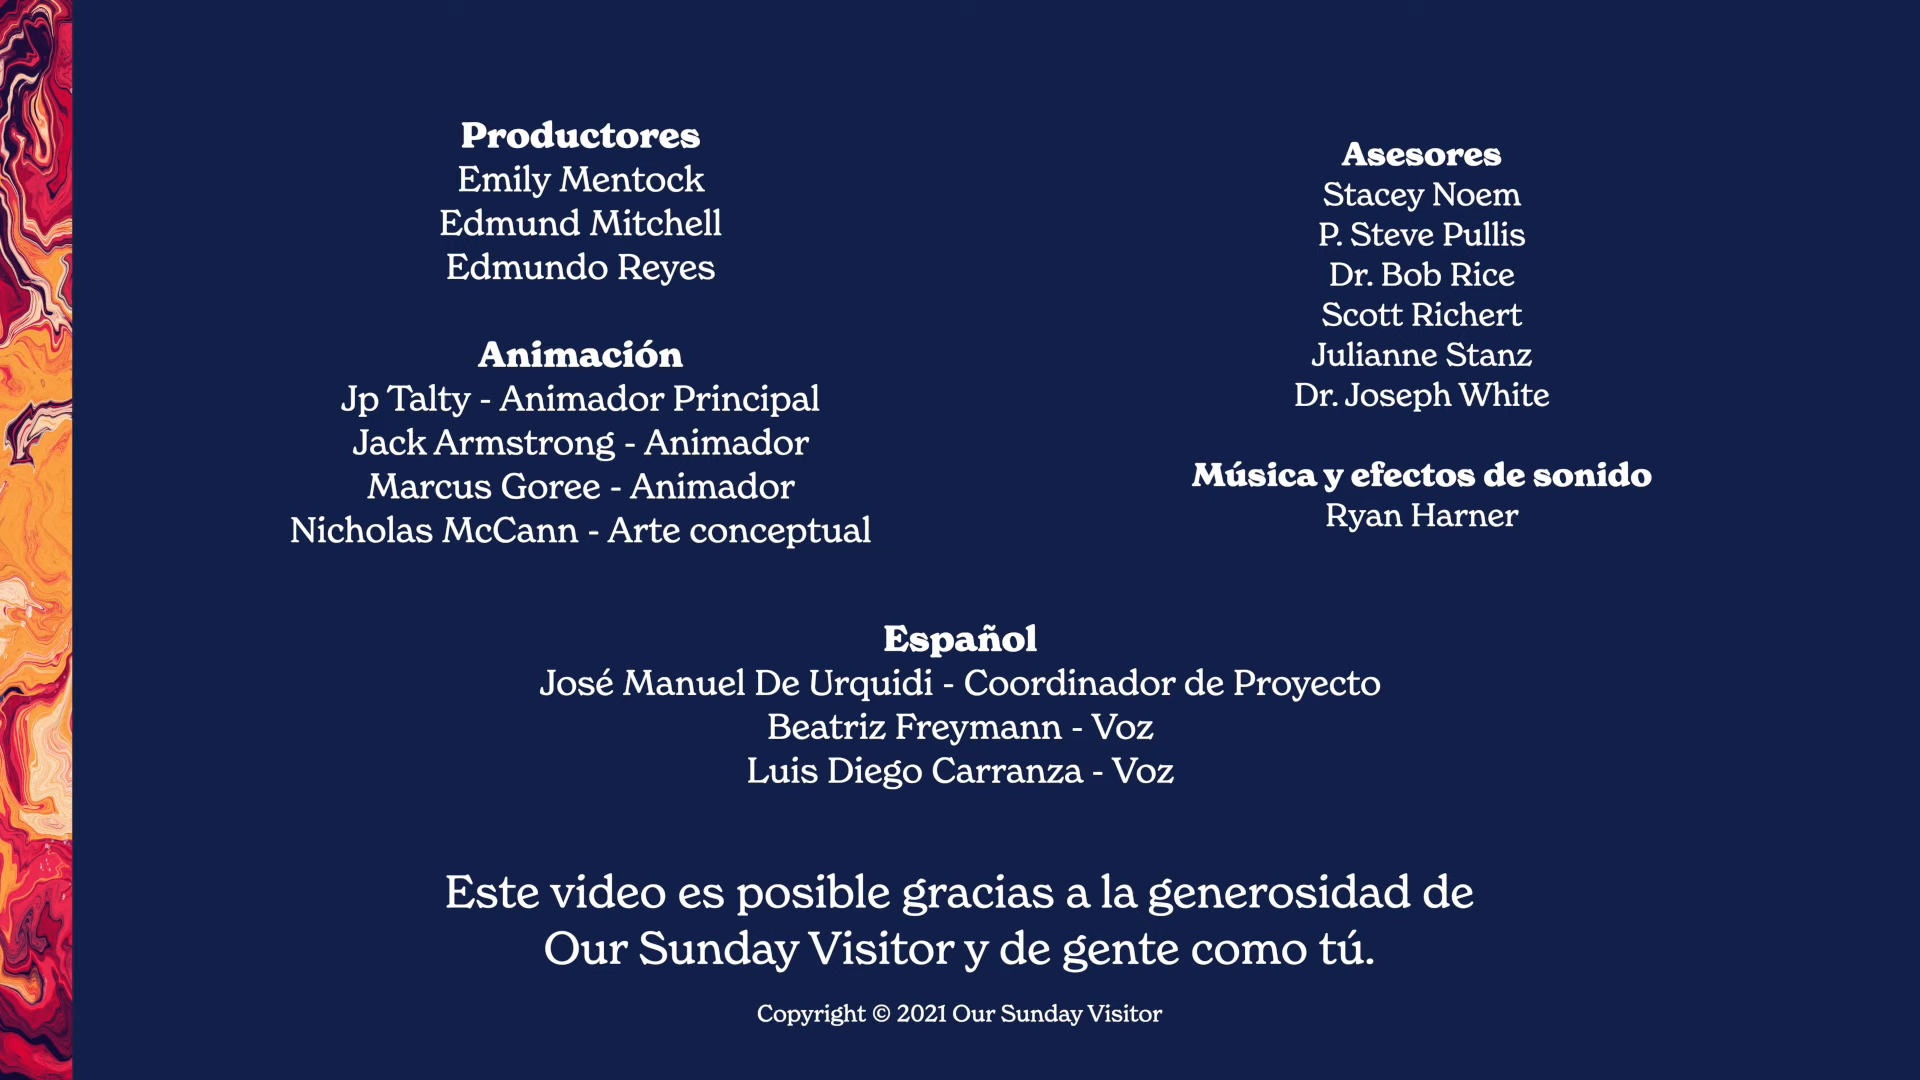 Productores
Emily Mentock
Edmund Mitchell
Edmundo Reyes
Animación
Jp Talty - Animador Principal
Jack Armstrong - Animador
Marcus Goree - Animador
Nicholas McCann - Arte conceptual
Asesores
Stacey Noem
P. Steve Pullis
Dr. Bob Rice
Scott Richert
Julianne Stanz
Dr. Joseph White
Música y efectos de sonido
Ryan Harner
Español
José Manuel De Urquidi - Coordinador de Proyecto
Beatriz Freymann - Voz
Luis Diego Carranza - Voz
Este video es posible gracias a la generosidad de
Our Sunday Visitor y de gente como tú.
Copyright © 2021 Our Sunday Visitor